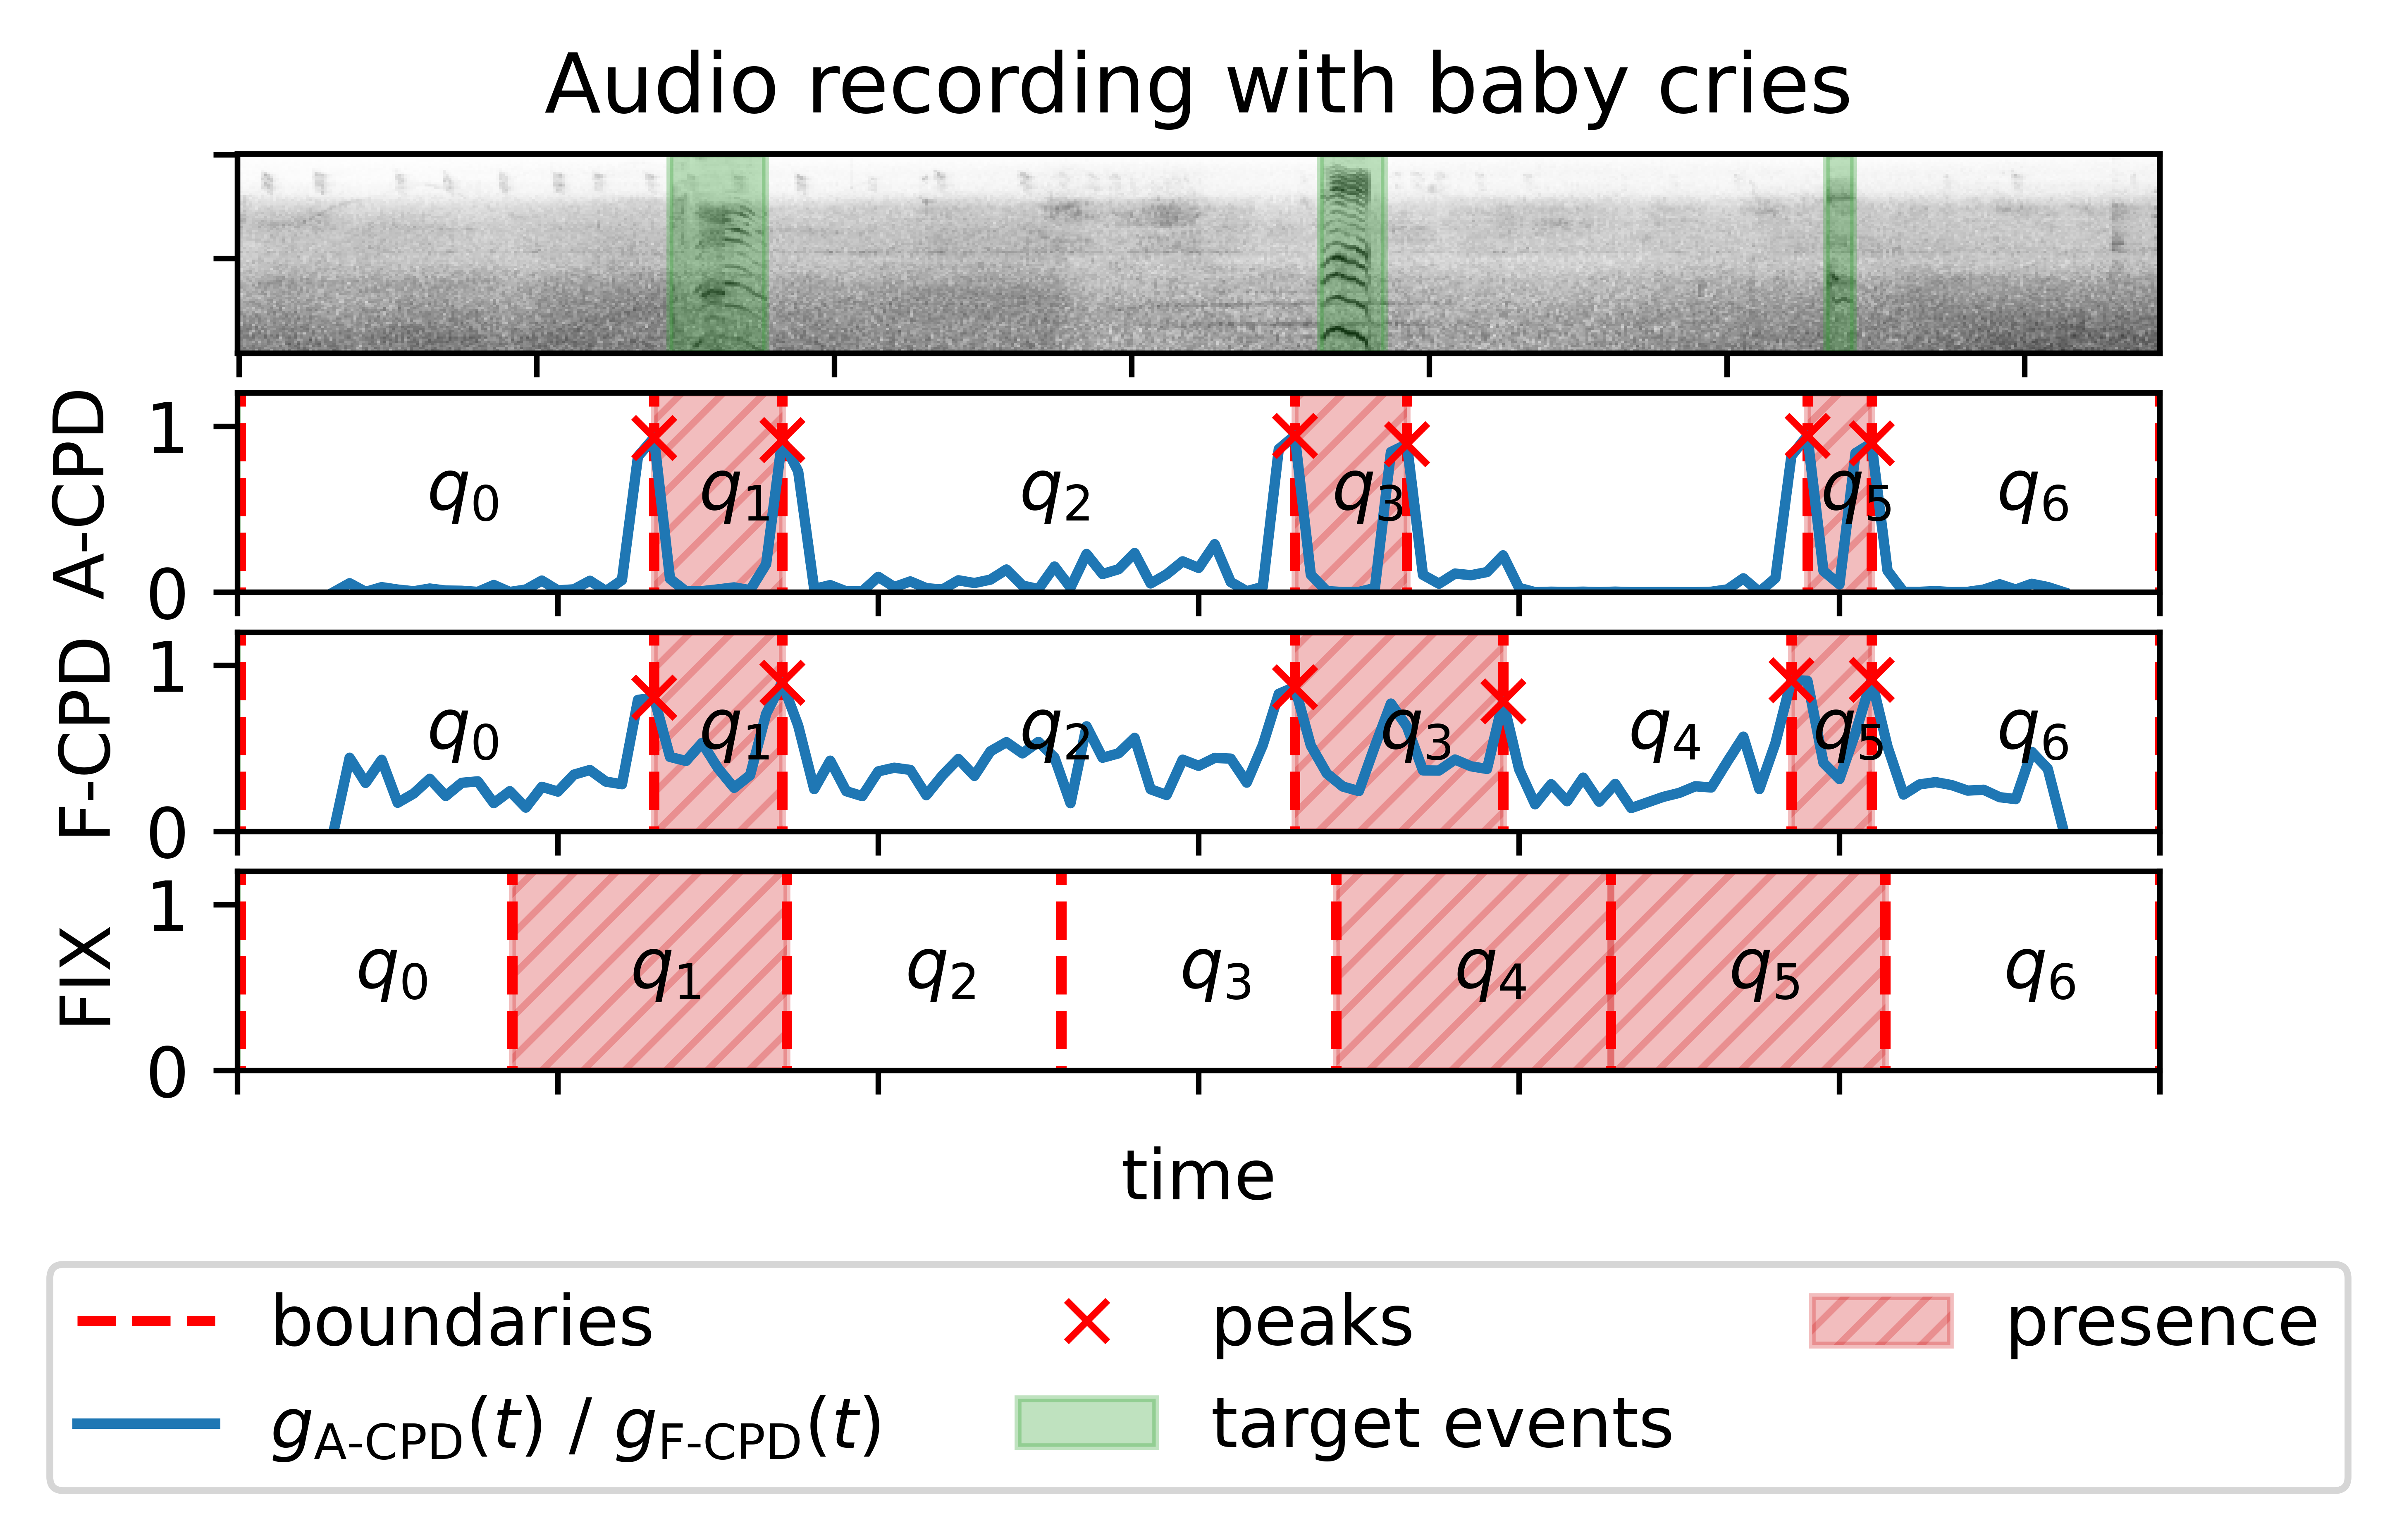 Audio recording with baby cries
A-CPD
1
0
q0 q1 q2 q3 q5 q6
F-CPD
1
0
q0 q1 q2 q3 q4 q5 q6
FIX
1
0
q0 q1 q2 q3 q4 q5 q6
time
boundaries peaks presence
gA-CPD(t) / gF-CPD(t) target events